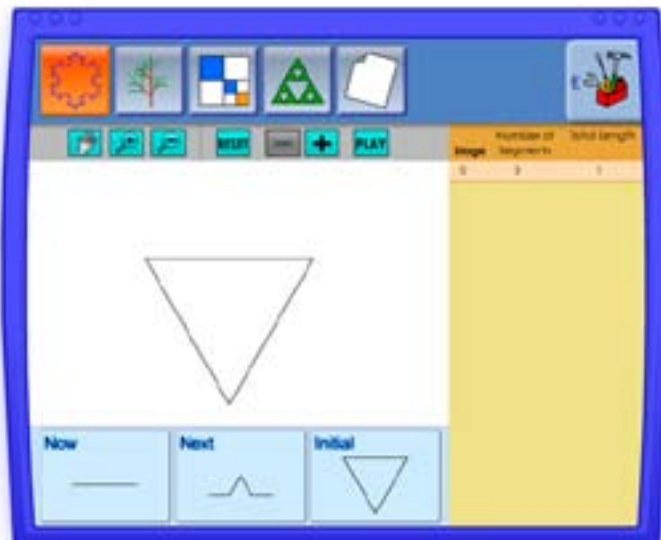 RESET
PLAY
Stage
Number of
Segments
Total length
0
3
1
Now
Next
Initial